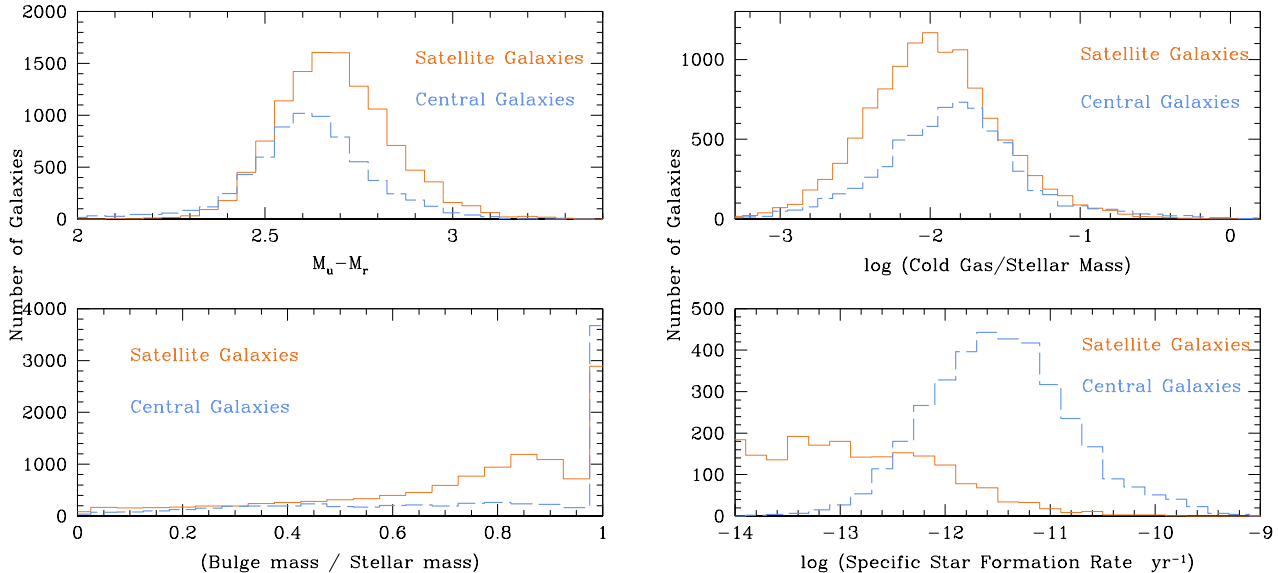 2000
1500
1000
500
0
Satellite Galaxies
Central Galaxies
2
2.5
3
M_u−M_r
1000
500
0
Satellite Galaxies
Central Galaxies
−3
−2
−1
0
log (Cold Gas/Stellar Mass)
Number of Galaxies
Number of Galaxies
4000
3000
2000
1000
0
Satellite Galaxies
Central Galaxies
0
0.2
0.4
0.6
0.8
1
(Bulge mass / Stellar mass)
500
400
300
200
100
0
Satellite Galaxies
Central Galaxies
−14
−13
−12
−11
−10
−9
log (Specific Star Formation Rate yr⁻¹)